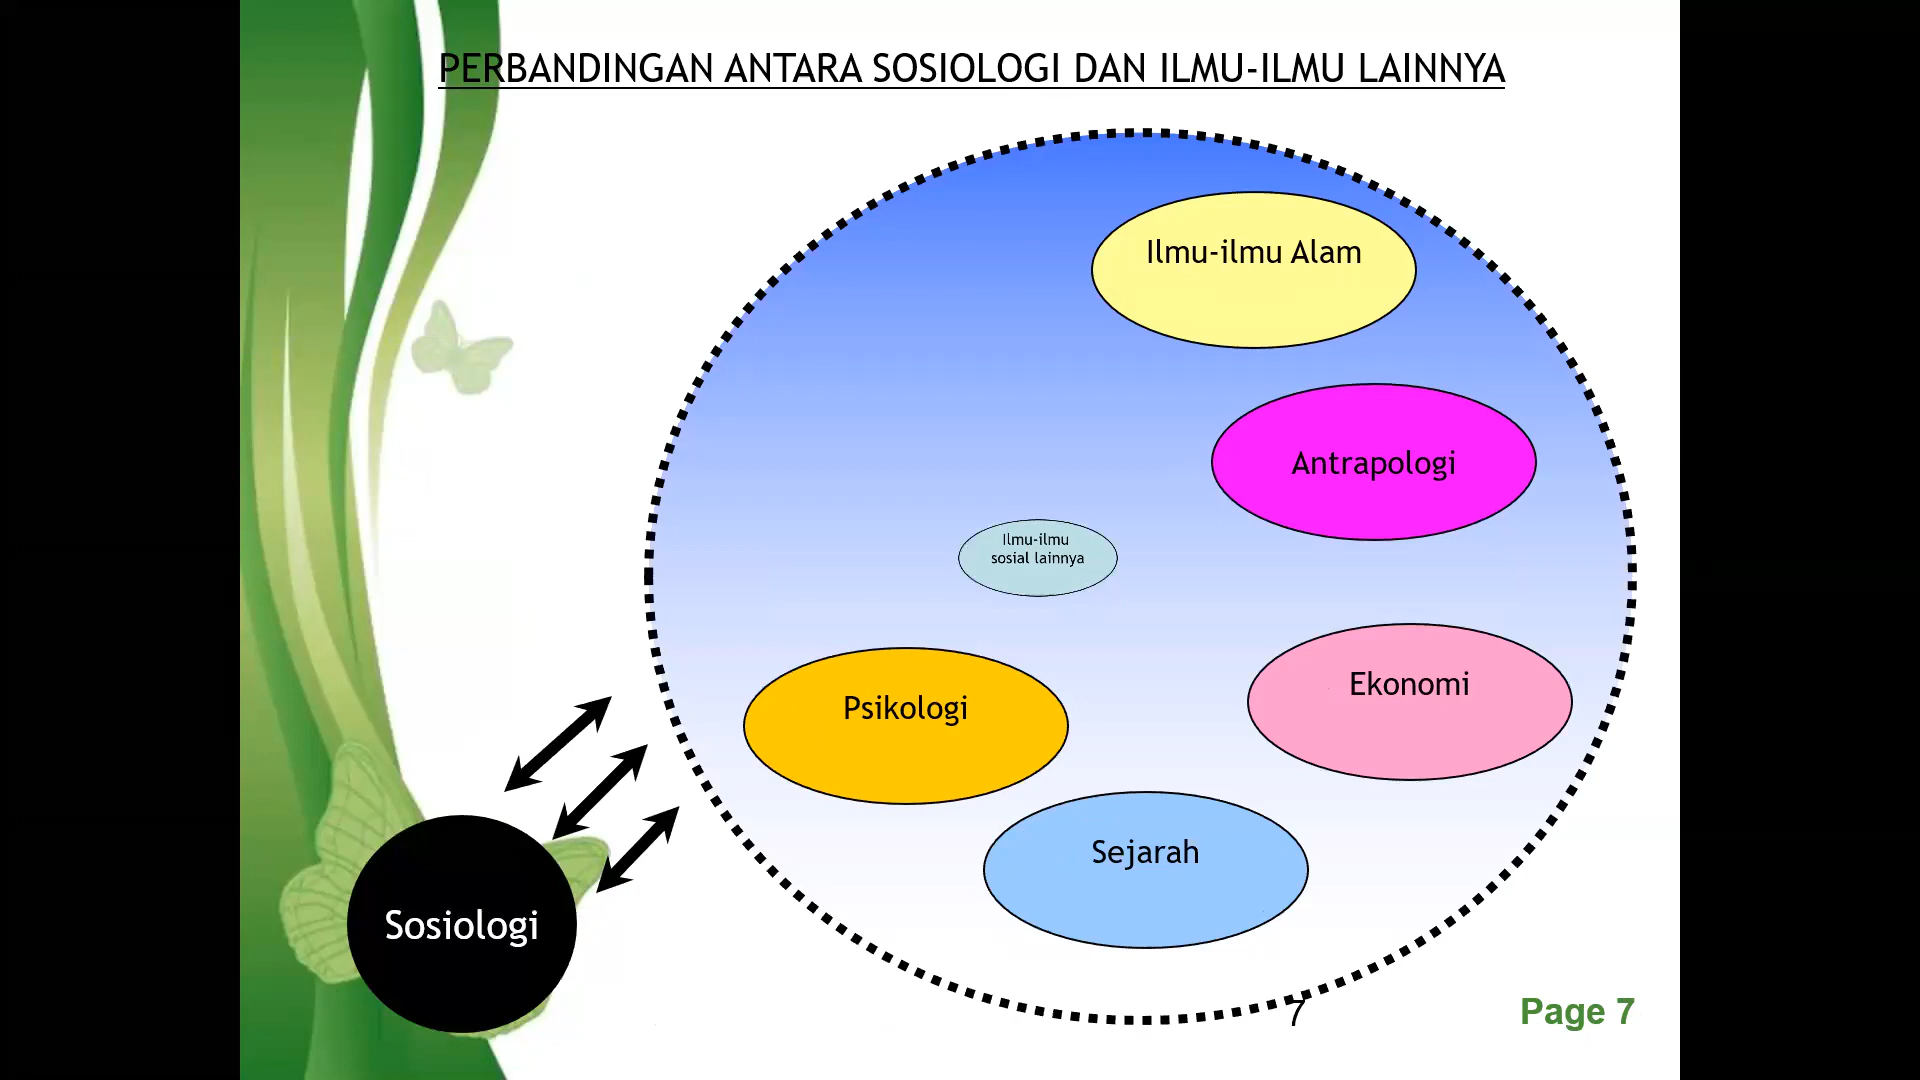 PERBANDINGAN ANTARA SOSIOLOGI DAN ILMU-ILMU LAINNYA
Ilmu-ilmu Alam
Antrapologi
Ilmu-ilmu
sosial lainnya
Psikologi
Ekonomi
Sejarah
Sosiologi
7
Page 7